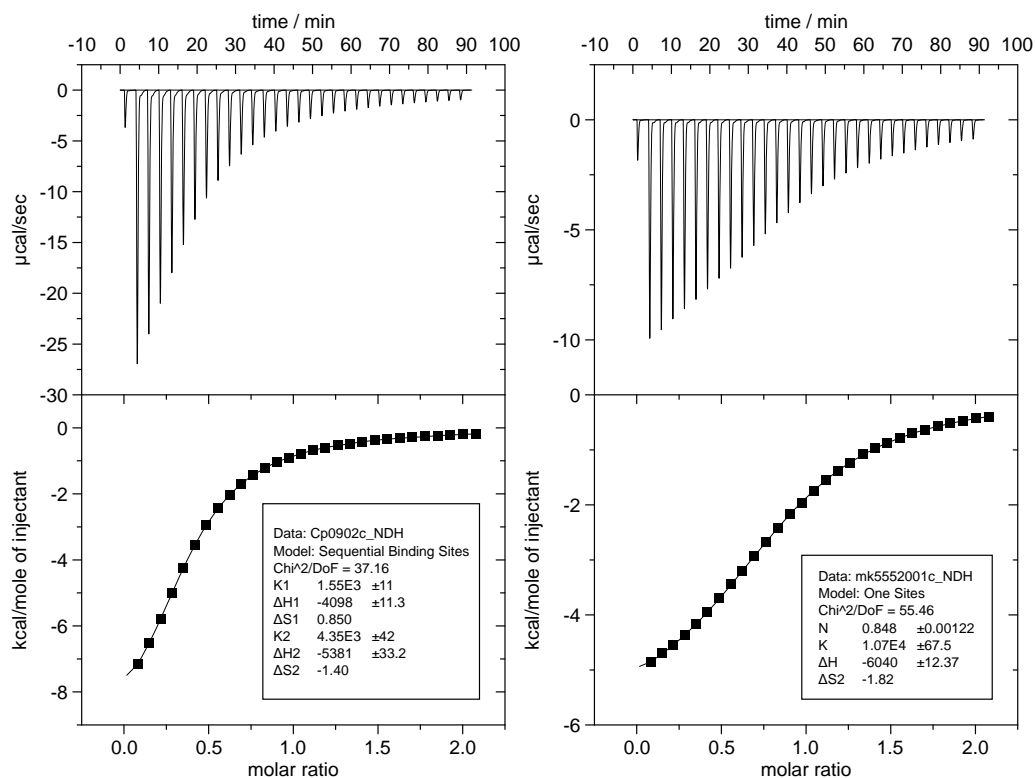 time / min
-10 0 10 20 30 40 50 60 70 80 90 100
0
-5
-10
-15
-20
-25
-30
µcal/sec
0
-2
-4
-6
-8
kcal/mole of injectant
Data: Cp0902c_NDH
Model: Sequential Binding Sites
Chi^2/DoF = 37.16
K1 1.55E3 ±11
ΔH1 -4098 ±11.3
ΔS1 0.850
K2 4.35E3 ±42
ΔH2 -5381 ±33.2
ΔS2 -1.40
0.0 0.5 1.0 1.5 2.0
molar ratio
time / min
-10 0 10 20 30 40 50 60 70 80 90 100
0
-5
-10
µcal/sec
0
-2
-4
-6
kcal/mole of injectant
Data: mk5552001c_NDH
Model: One Sites
Chi^2/DoF = 55.46
N 0.848 ±0.00122
K 1.07E4 ±67.5
ΔH -6040 ±12.37
ΔS2 -1.82
0.0 0.5 1.0 1.5 2.0
molar ratio